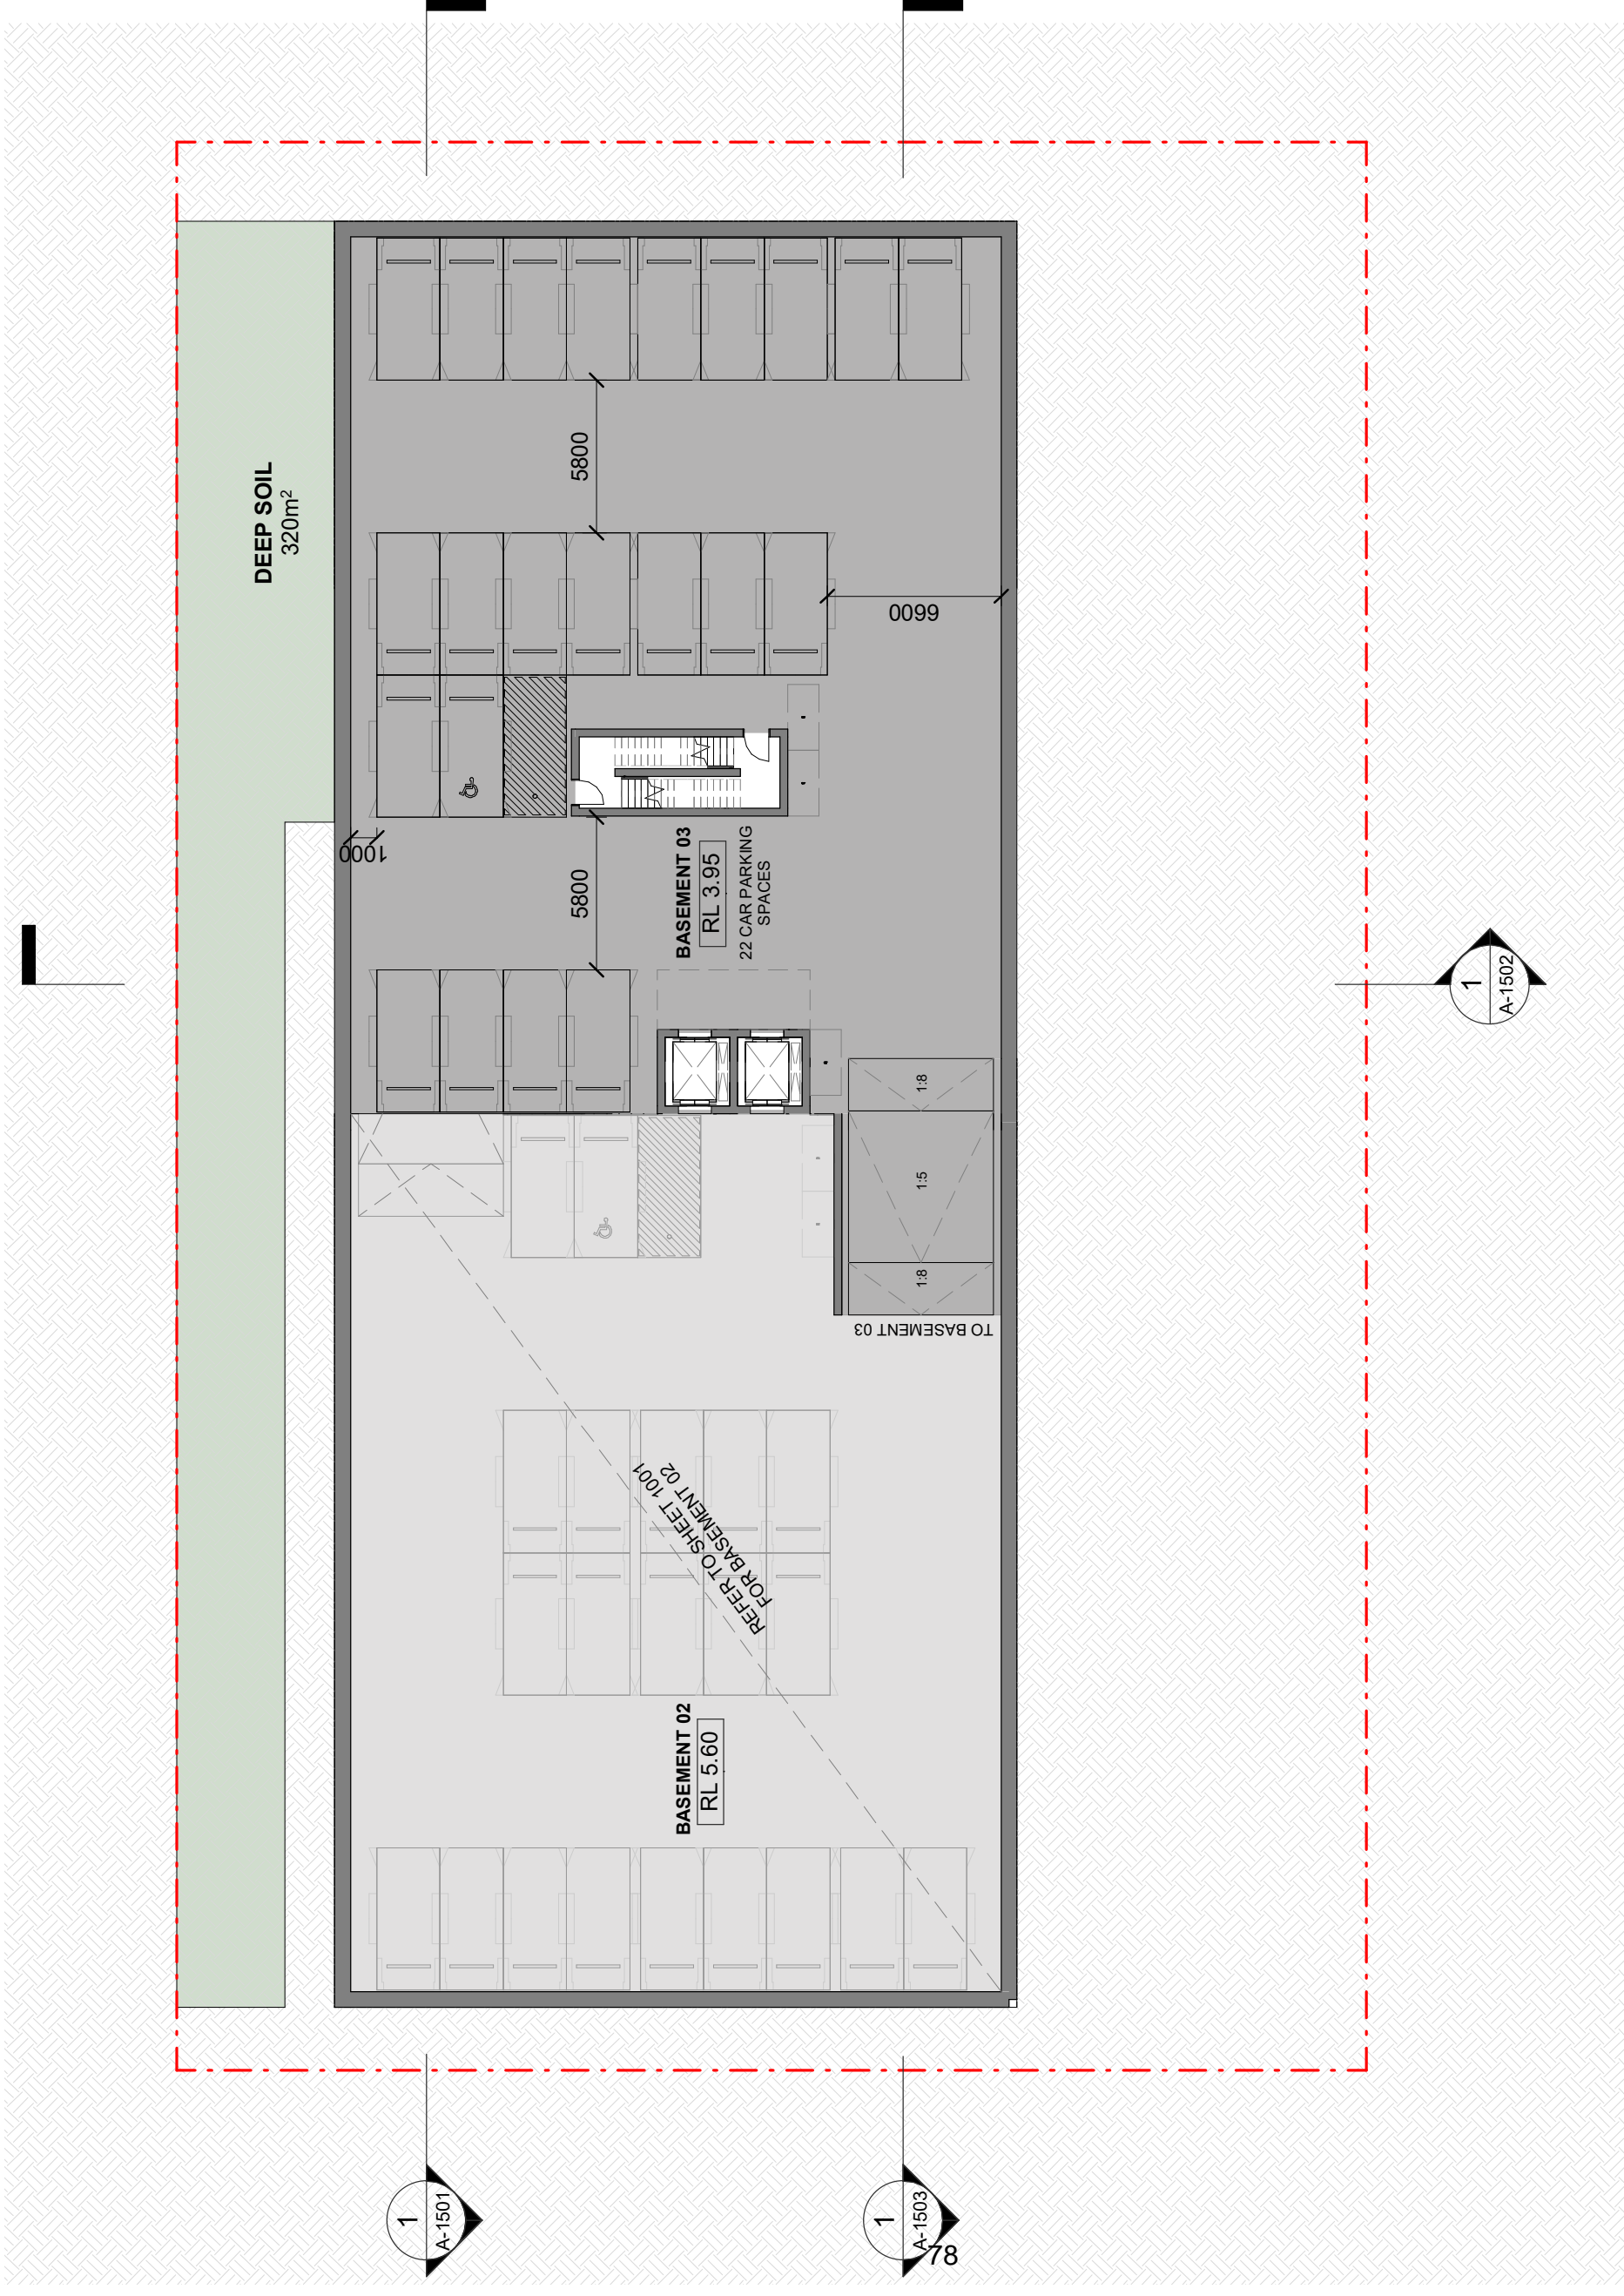 DEEP SOIL
320m²
5800
6600
1000
5800
BASEMENT 03
RL 3.95
22 CAR PARKING
SPACES
1
A-1502
1:8
1:5
1:8
TO BASEMENT 03
REFER TO SHEET 1001
FOR BASEMENT 02
BASEMENT 02
RL 5.60
1
A-1501
1
A-1503
78